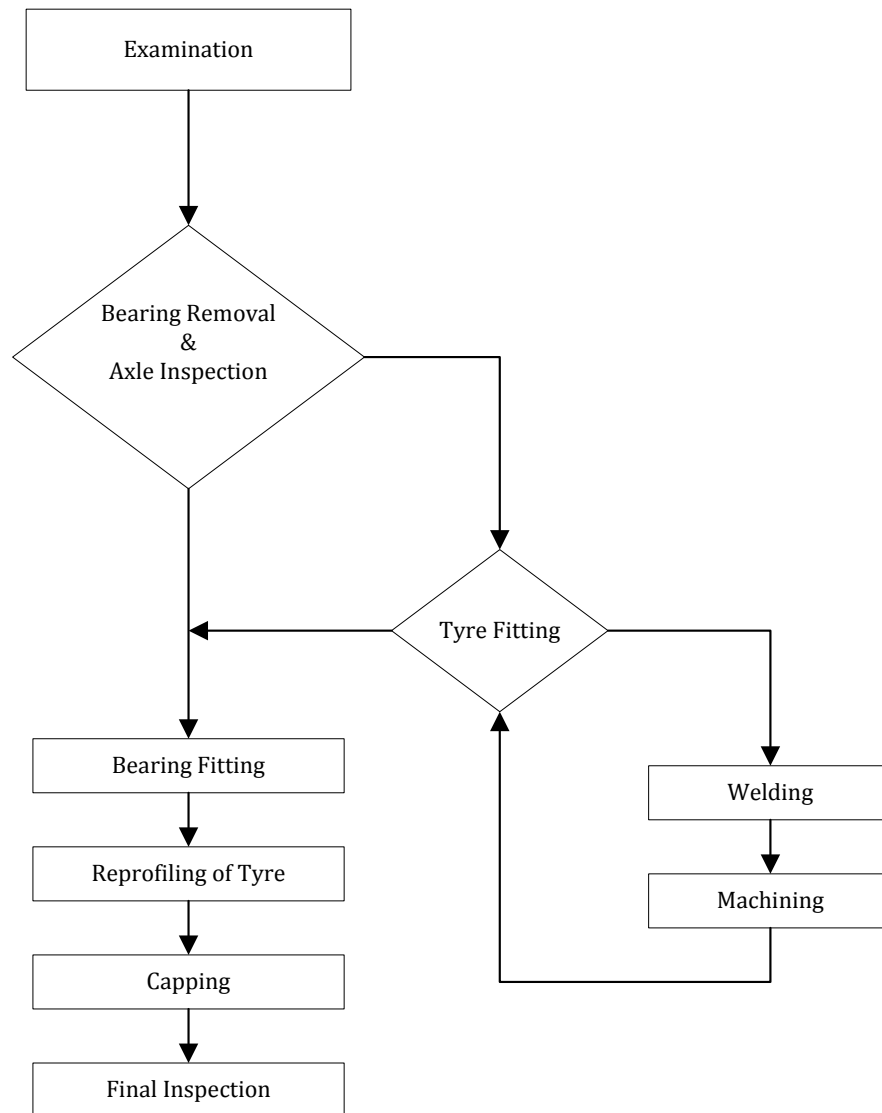 Examination
Bearing Removal
&
Axle Inspection
Tyre Fitting
Bearing Fitting
Welding
Reprofiling of Tyre
Machining
Capping
Final Inspection